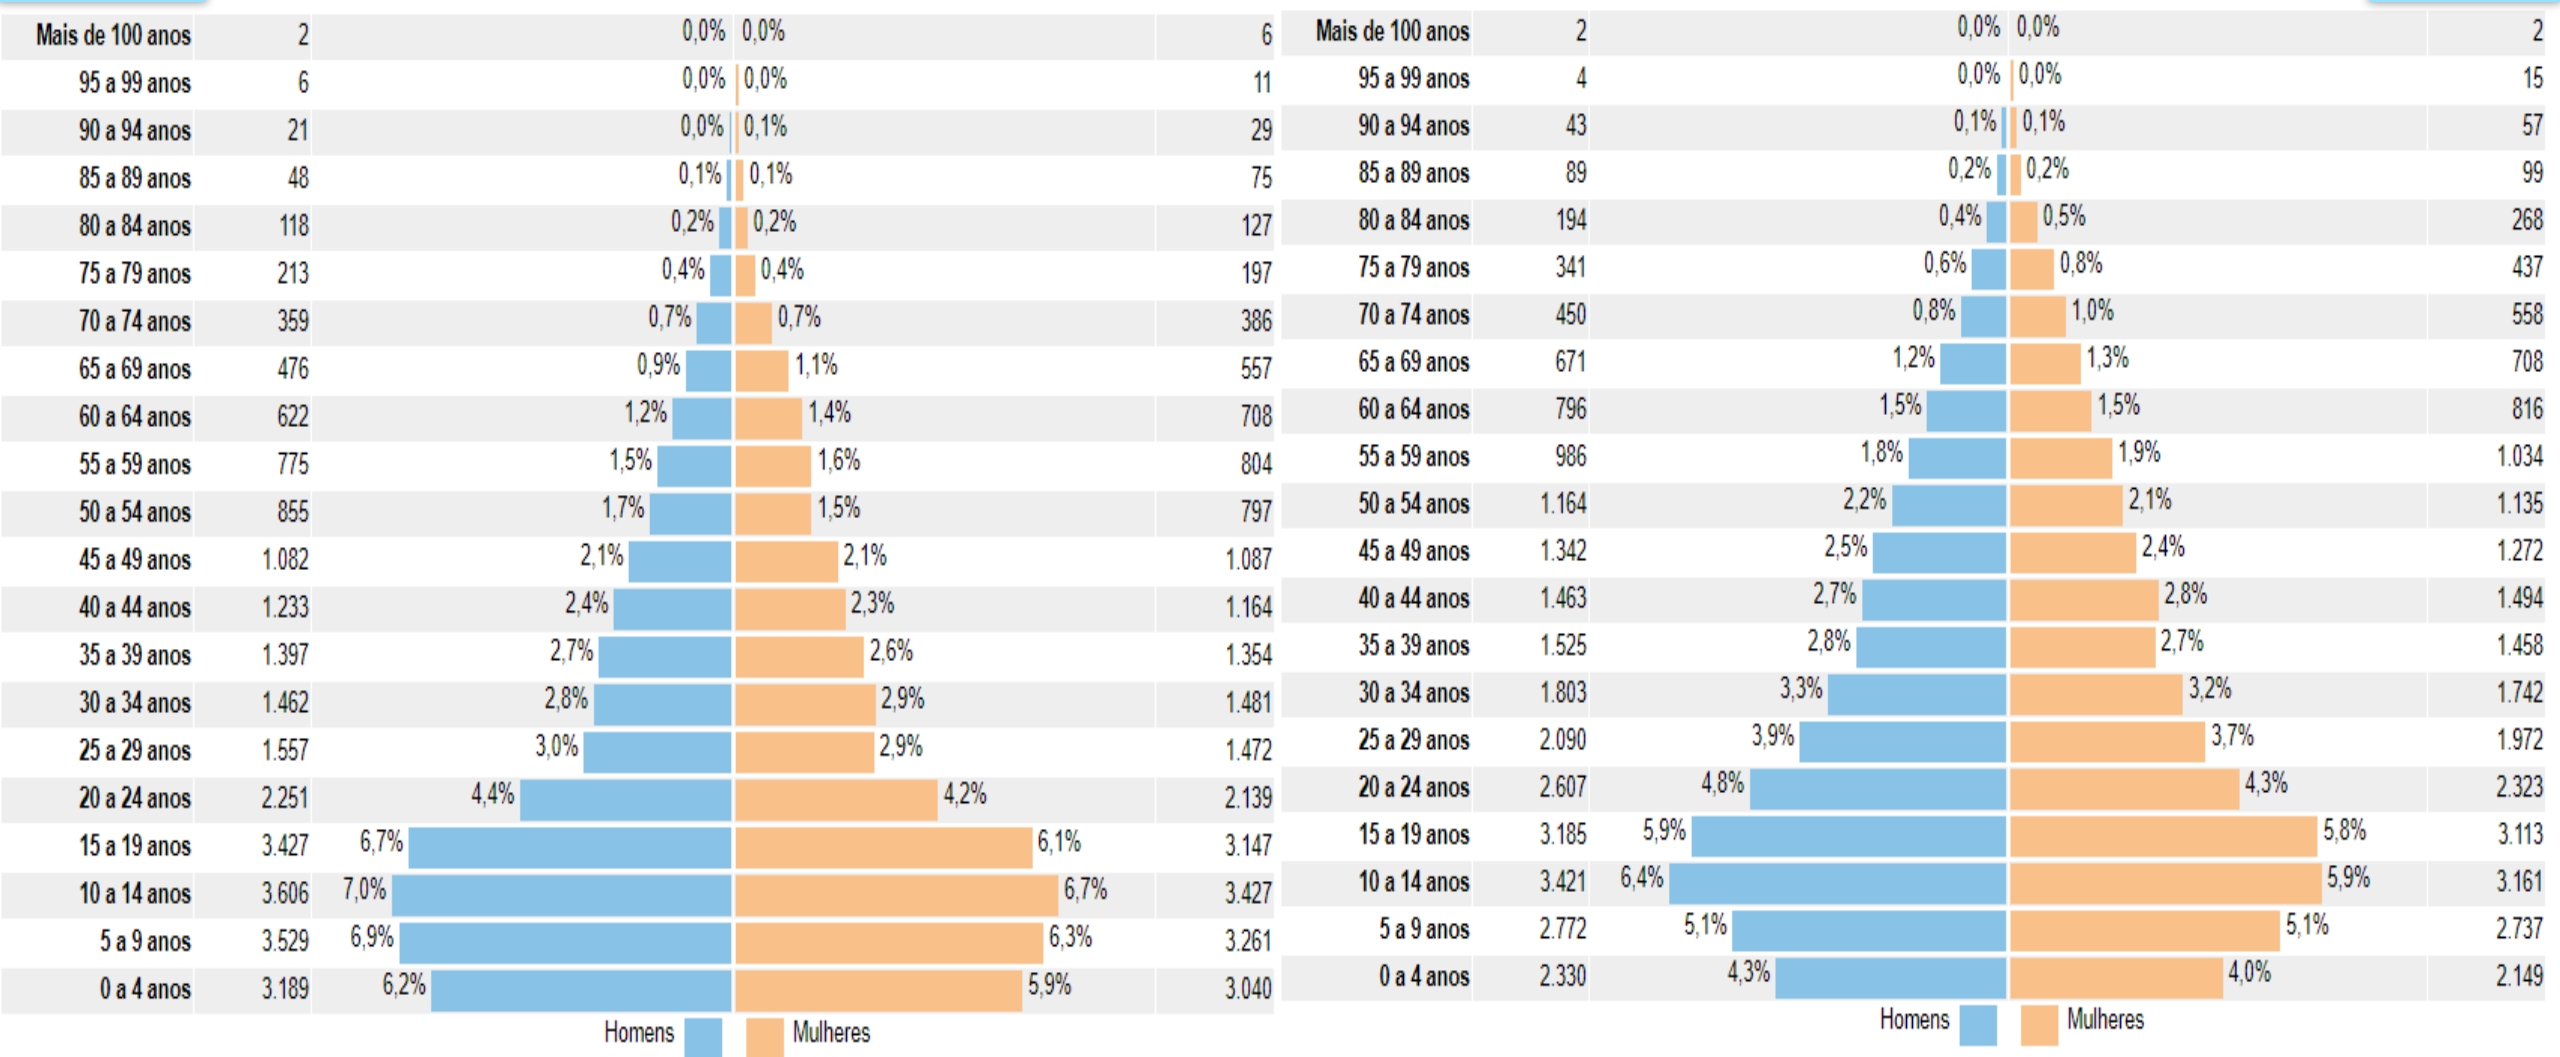 Mais de 100 anos 2 0,0% 0,0% 6
95 a 99 anos 6 0,0% 0,0% 11
90 a 94 anos 21 0,0% 0,1% 29
85 a 89 anos 48 0,1% 0,1% 75
80 a 84 anos 118 0,2% 0,2% 127
75 a 79 anos 213 0,4% 0,4% 197
70 a 74 anos 359 0,7% 0,7% 386
65 a 69 anos 476 0,9% 1,1% 557
60 a 64 anos 622 1,2% 1,4% 708
55 a 59 anos 775 1,5% 1,6% 804
50 a 54 anos 855 1,7% 1,5% 797
45 a 49 anos 1.082 2,1% 2,1% 1.087
40 a 44 anos 1.233 2,4% 2,3% 1.164
35 a 39 anos 1.397 2,7% 2,6% 1.354
30 a 34 anos 1.462 2,8% 2,9% 1.481
25 a 29 anos 1.557 3,0% 2,9% 1.472
20 a 24 anos 2.251 4,4% 4,2% 2.139
15 a 19 anos 3.427 6,7% 6,1% 3.147
10 a 14 anos 3.606 7,0% 6,7% 3.427
5 a 9 anos 3.529 6,9% 6,3% 3.261
0 a 4 anos 3.189 6,2% 5,9% 3.040
Homens Mulheres
Mais de 100 anos 2 0,0% 0,0% 2
95 a 99 anos 4 0,0% 0,0% 15
90 a 94 anos 43 0,1% 0,1% 57
85 a 89 anos 89 0,2% 0,2% 99
80 a 84 anos 194 0,4% 0,5% 268
75 a 79 anos 341 0,6% 0,8% 437
70 a 74 anos 450 0,8% 1,0% 558
65 a 69 anos 671 1,2% 1,3% 708
60 a 64 anos 796 1,5% 1,5% 816
55 a 59 anos 986 1,8% 1,9% 1.034
50 a 54 anos 1.164 2,2% 2,1% 1.135
45 a 49 anos 1.342 2,5% 2,4% 1.272
40 a 44 anos 1.463 2,7% 2,8% 1.494
35 a 39 anos 1.525 2,8% 2,7% 1.458
30 a 34 anos 1.803 3,3% 3,2% 1.742
25 a 29 anos 2.090 3,9% 3,7% 1.972
20 a 24 anos 2.607 4,8% 4,3% 2.323
15 a 19 anos 3.185 5,9% 5,8% 3.113
10 a 14 anos 3.421 6,4% 5,9% 3.161
5 a 9 anos 2.772 5,1% 5,1% 2.737
0 a 4 anos 2.330 4,3% 4,0% 2.149
Homens Mulheres